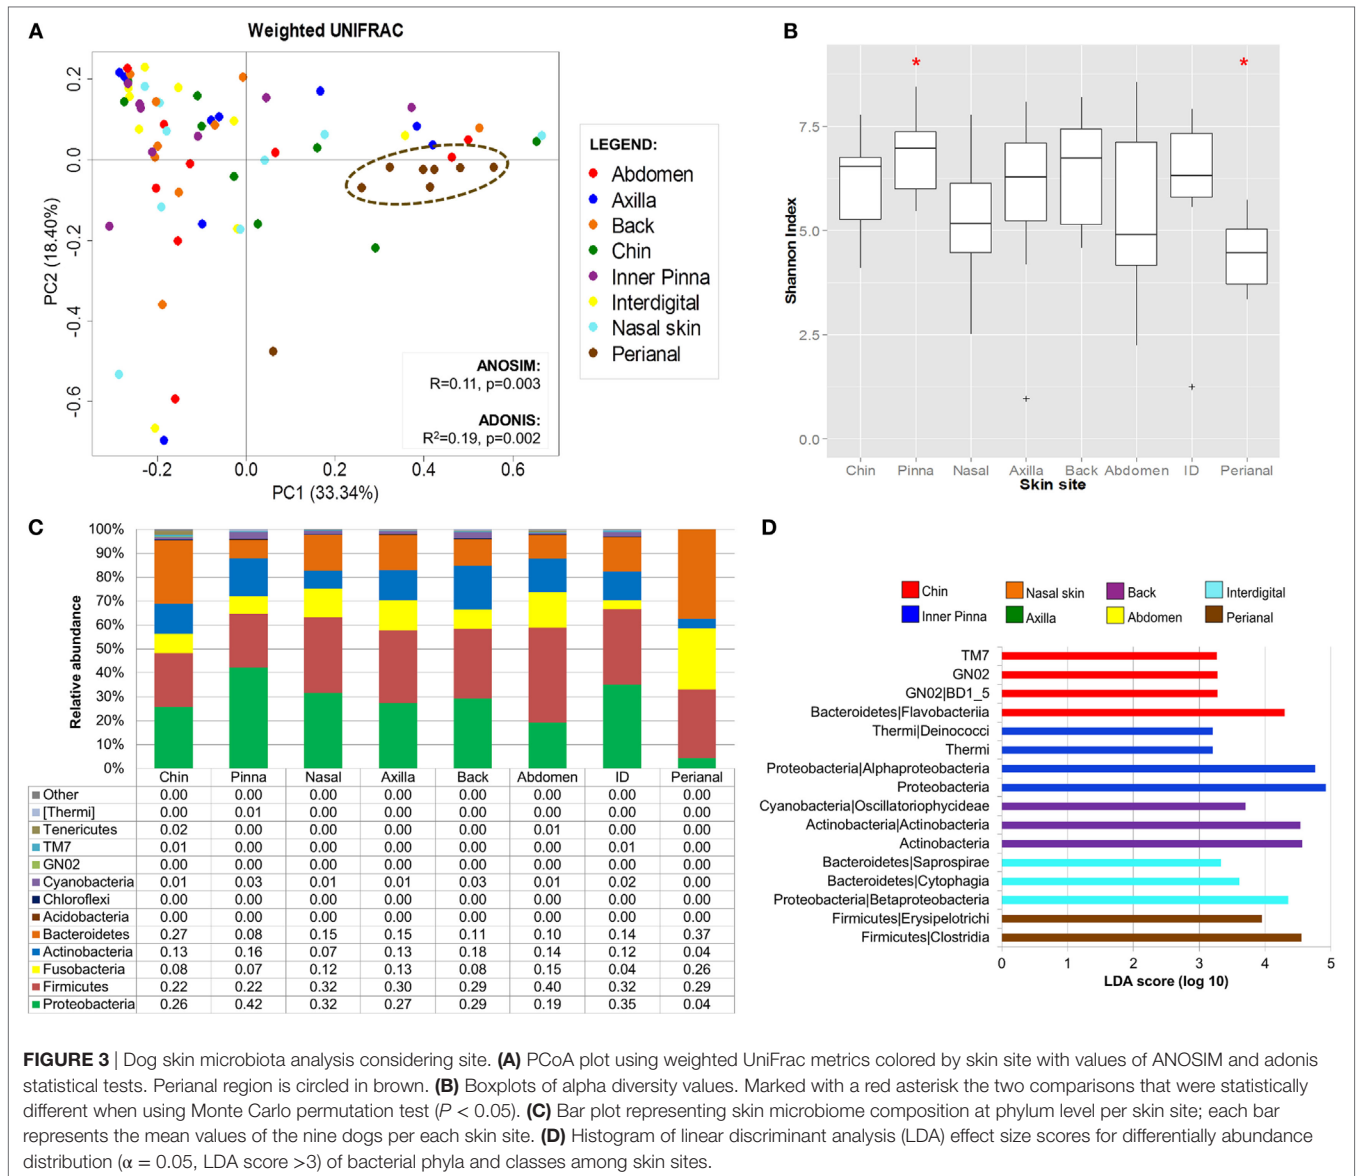 A
Weighted UNIFRAC
0.2
0.0
-0.2
-0.4
-0.6
PC2 (18.40%)
-0.2
0.0
0.2
0.4
0.6
PC1 (33.34%)
ANOSIM:
R=0.11, p=0.003
ADONIS:
R²=0.19, p=0.002
LEGEND:
Abdomen
Axilla
Back
Chin
Inner Pinna
Interdigital
Nasal skin
Perianal
B
*
*
7.5
5.0
2.5
0.0
Shannon Index
Chin Pinna Nasal Axilla Back Abdomen ID Perianal
Skin site
C
100%
90%
80%
70%
60%
50%
40%
30%
20%
10%
0%
Relative abundance
Chin Pinna Nasal Axilla Back Abdomen ID Perianal
Other 0.00 0.00 0.00 0.00 0.00 0.00 0.00 0.00
[Thermi] 0.00 0.01 0.00 0.00 0.00 0.00 0.00 0.00
Tenericutes 0.02 0.00 0.00 0.00 0.00 0.01 0.00 0.00
TM7 0.01 0.00 0.00 0.00 0.00 0.00 0.01 0.00
GN02 0.00 0.00 0.00 0.00 0.00 0.00 0.00 0.00
Cyanobacteria 0.01 0.03 0.01 0.01 0.03 0.01 0.02 0.00
Chloroflexi 0.00 0.00 0.00 0.00 0.00 0.00 0.00 0.00
Acidobacteria 0.00 0.00 0.00 0.00 0.00 0.00 0.00 0.00
Bacteroidetes 0.27 0.08 0.15 0.15 0.11 0.10 0.14 0.37
Actinobacteria 0.13 0.16 0.07 0.13 0.18 0.14 0.12 0.04
Fusobacteria 0.08 0.07 0.12 0.13 0.08 0.15 0.04 0.26
Firmicutes 0.22 0.22 0.32 0.30 0.29 0.40 0.32 0.29
Proteobacteria 0.26 0.42 0.32 0.27 0.29 0.19 0.35 0.04
D
Chin Nasal skin Back Interdigital
Inner Pinna Axilla Abdomen Perianal
TM7
GN02
GN02|BD1_5
Bacteroidetes|Flavobacteriia
Thermi|Deinococci
Thermi
Proteobacteria|Alphaproteobacteria
Proteobacteria
Cyanobacteria|Oscillatoriophycideae
Actinobacteria|Actinobacteria
Actinobacteria
Bacteroidetes|Saprospirae
Bacteroidetes|Cytophagia
Proteobacteria|Betaproteobacteria
Firmicutes|Erysipelotrichi
Firmicutes|Clostridia
0 1 2 3 4 5
LDA score (log 10)
FIGURE 3 | Dog skin microbiota analysis considering site. (A) PCoA plot using weighted UniFrac metrics colored by skin site with values of ANOSIM and adonis
statistical tests. Perianal region is circled in brown. (B) Boxplots of alpha diversity values. Marked with a red asterisk the two comparisons that were statistically
different when using Monte Carlo permutation test (P < 0.05). (C) Bar plot representing skin microbiome composition at phylum level per skin site; each bar
represents the mean values of the nine dogs per each skin site. (D) Histogram of linear discriminant analysis (LDA) effect size scores for differentially abundance
distribution (α = 0.05, LDA score >3) of bacterial phyla and classes among skin sites.